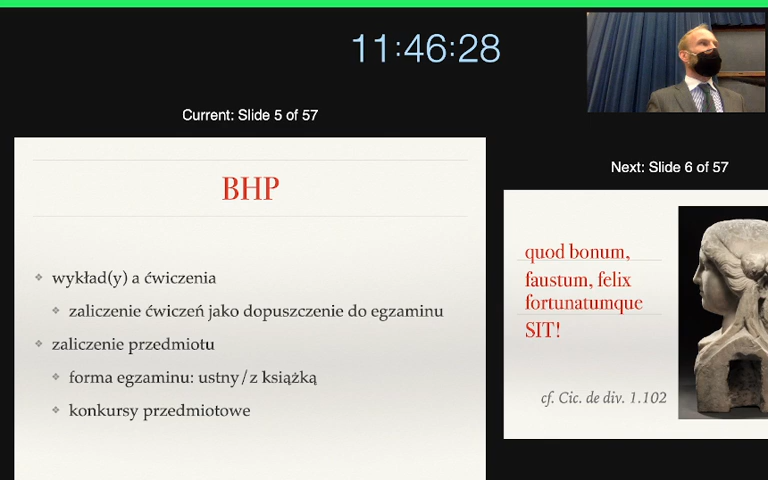 11:46:28
Current: Slide 5 of 57
BHP
wykład(y) a ćwiczenia
zaliczenie ćwiczeń jako dopuszczenie do egzaminu
zaliczenie przedmiotu
forma egzaminu: ustny/z książką
konkursy przedmiotowe
Next: Slide 6 of 57
quod bonum,
faustum, felix
fortunatumque
SIT!
cf. Cic. de div. 1.102